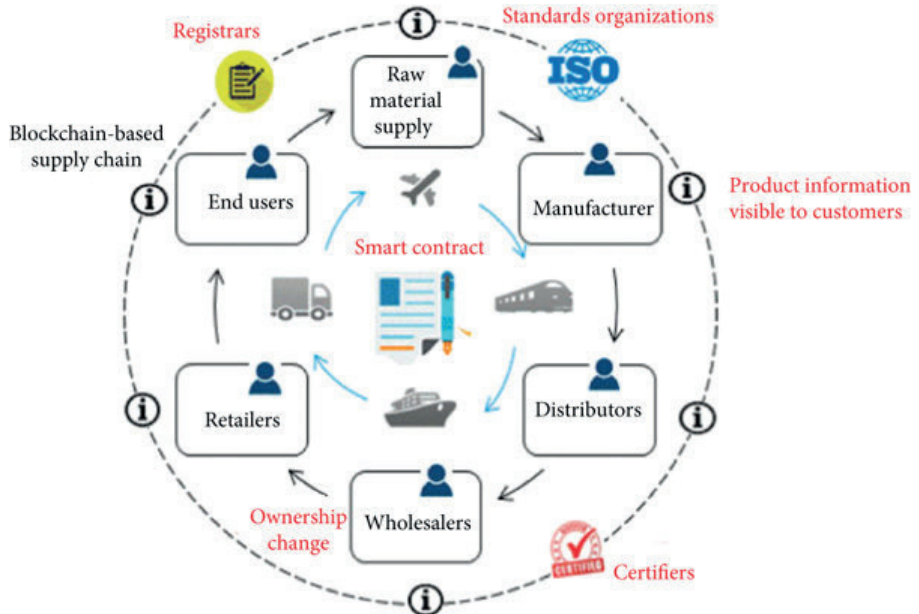 Registrars
Standards organizations
ISO
Raw
material
supply
Blockchain-based
supply chain
End users
Manufacturer
Product information
visible to customers
Smart contract
Retailers
Distributors
Ownership
change
Wholesalers
CERTIFIED
Certifiers
i
i
i
i
i
i